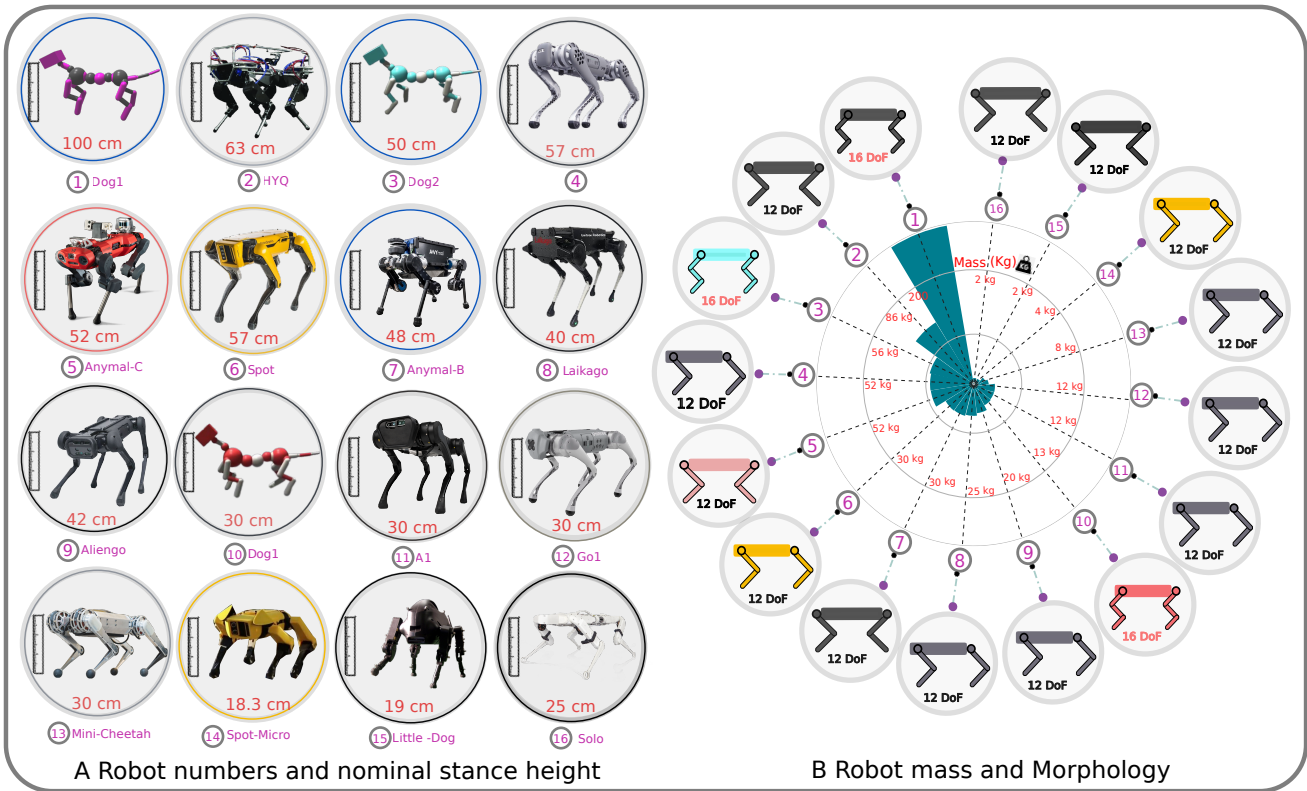 100 cm
63 cm
50 cm
57 cm
1 Dog1
2 HYQ
3 Dog2
4
52 cm
57 cm
48 cm
40 cm
5 Anymal-C
6 Spot
7 Anymal-B
8 Laikago
42 cm
30 cm
30 cm
30 cm
9 Aliengo
10 Dog1
11 A1
12 Go1
30 cm
18.3 cm
19 cm
25 cm
13 Mini-Cheetah
14 Spot-Micro
15 Little -Dog
16 Solo
A Robot numbers and nominal stance height
Mass (Kg)
KG
1
16 DoF
200
2
12 DoF
86 kg
3
16 DoF
56 kg
4
12 DoF
52 kg
5
12 DoF
52 kg
6
12 DoF
30 kg
7
12 DoF
30 kg
8
12 DoF
25 kg
9
12 DoF
20 kg
10
16 DoF
13 kg
11
12 DoF
12 kg
12
12 DoF
12 kg
13
12 DoF
8 kg
14
12 DoF
4 kg
15
12 DoF
2 kg
16
12 DoF
2 kg
B Robot mass and Morphology